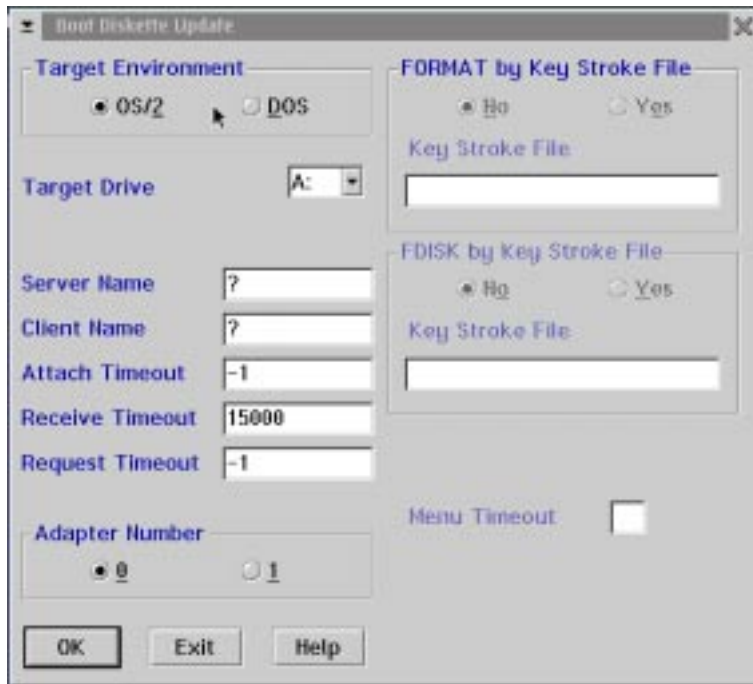 Boot Diskette Update
Target Environment
OS/2
DOS
Target Drive
A:
Server Name
?
Client Name
?
Attach Timeout
-1
Receive Timeout
15000
Request Timeout
-1
Adapter Number
0
1
OK
Exit
Help
FORMAT by Key Stroke File
No
Yes
Key Stroke File
FDISK by Key Stroke File
No
Yes
Key Stroke File
Menu Timeout